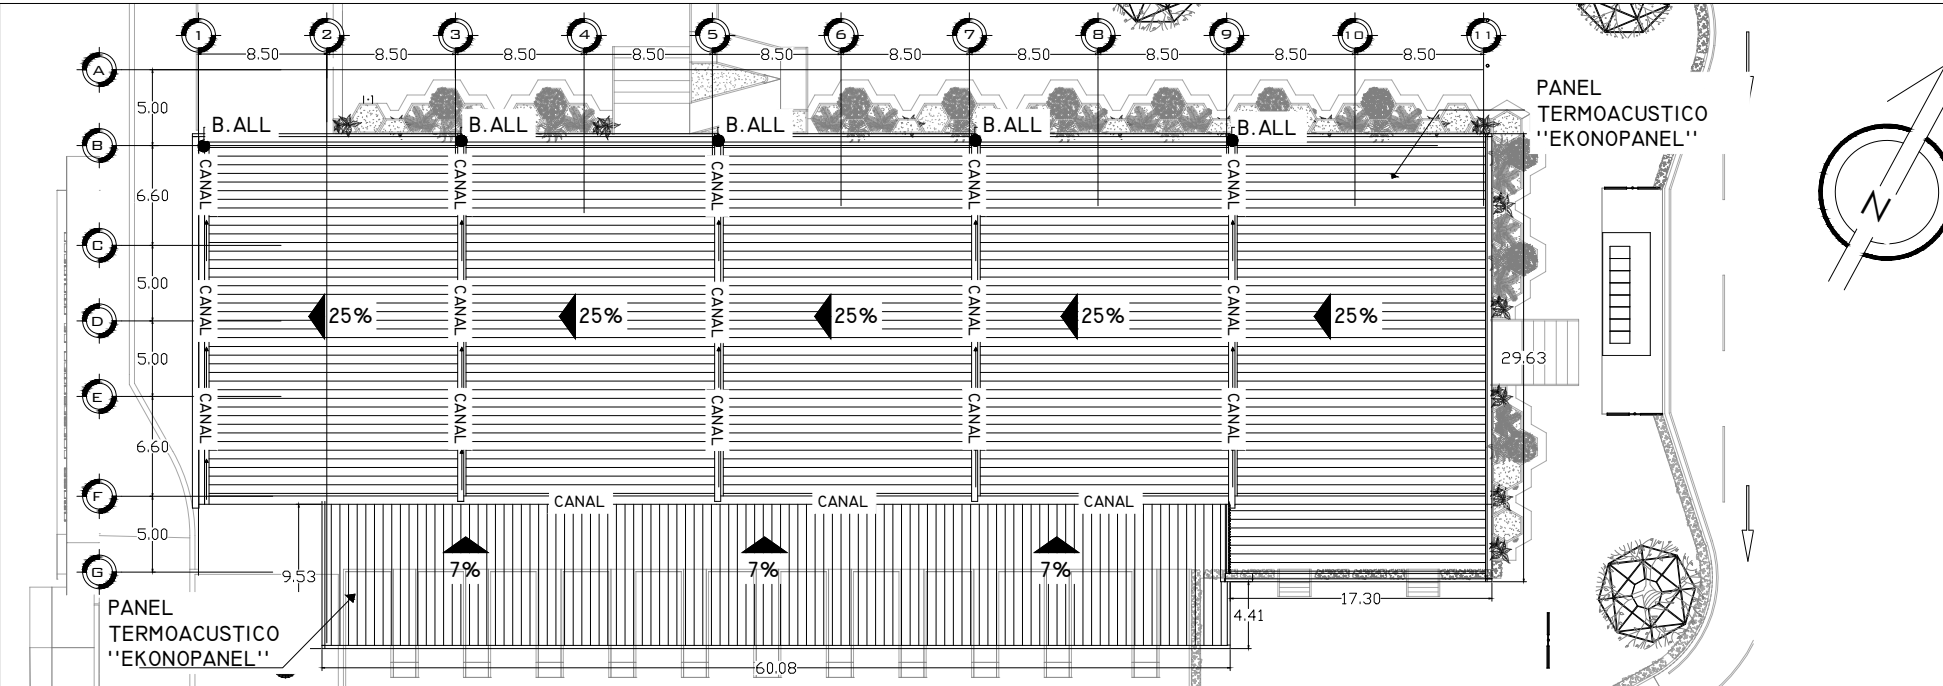 1 2 3 4 5 6 7 8 9 10 11
8.50 8.50 8.50 8.50 8.50 8.50 8.50 8.50 8.50 8.50
A
5.00
PANEL
TERMOACUSTICO
''EKONOPANEL''
B.ALL B.ALL B.ALL B.ALL B.ALL
B
CANAL CANAL CANAL CANAL CANAL
6.60
N
C
5.00
CANAL CANAL CANAL CANAL CANAL
D
25% 25% 25% 25% 25%
5.00
29.63
E
CANAL CANAL CANAL CANAL CANAL
6.60
F
CANAL CANAL CANAL
5.00
G
9.53
7% 7% 7%
17.30
4.41
PANEL
TERMOACUSTICO
''EKONOPANEL''
60.08